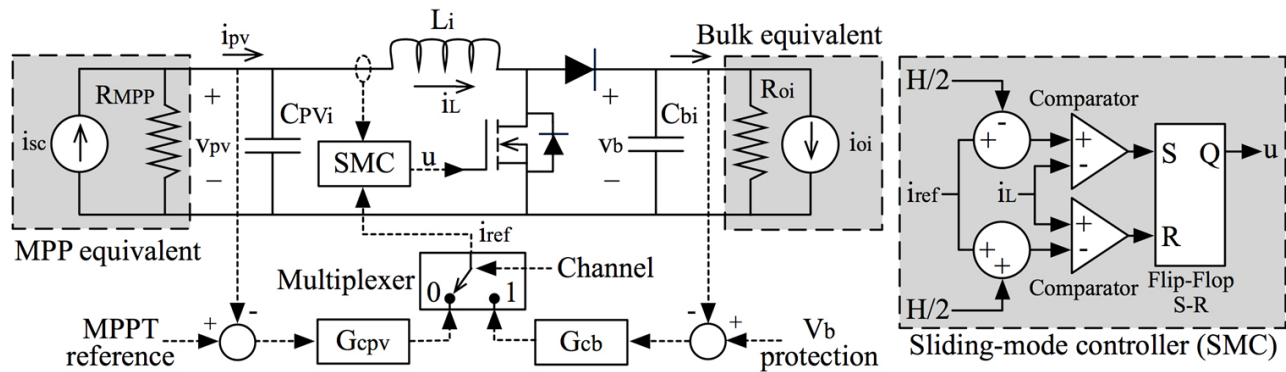 ipv
Li
Bulk equivalent
RMPP
+
isc
vpv
−
CPVi
iL
SMC
u
+
vb
−
Cbi
Roi
ioi
MPP equivalent
iref
Multiplexer
Channel
0
1
MPPT
reference
+
-
Gcpv
Gcb
-
+
Vb
protection
H/2
-
+
Comparator
+
-
S
Q
u
iref
iL
+
+
+
-
R
H/2
Comparator
Flip-Flop
S-R
Sliding-mode controller (SMC)